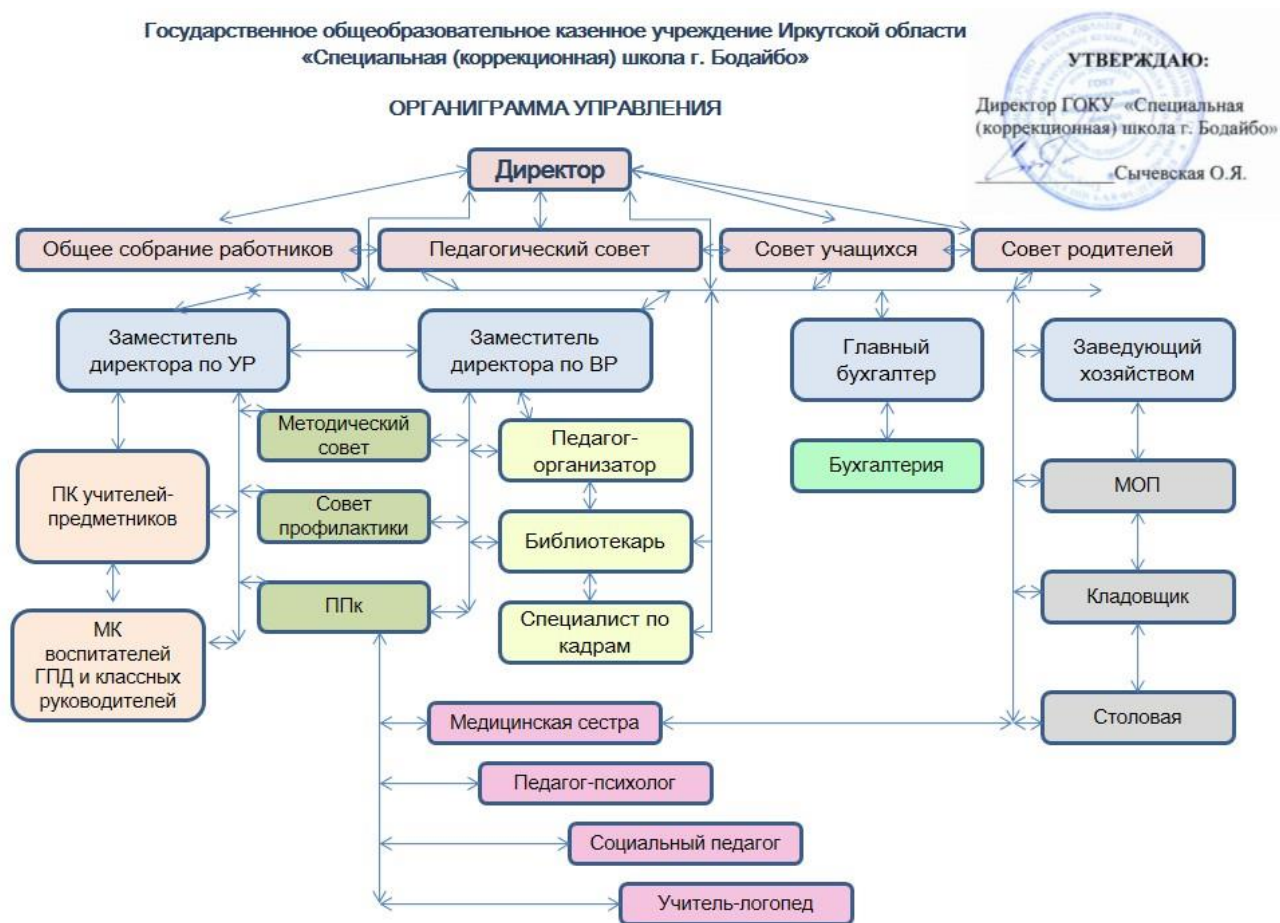 Государственное общеобразовательное казенное учреждение Иркутской области
«Специальная (коррекционная) школа г. Бодайбо»
УТВЕРЖДАЮ:
Директор ГОКУ «Специальная
(коррекционная) школа г. Бодайбо»
Сычевская О.Я.
ОРГАНИГРАММА УПРАВЛЕНИЯ
Директор
Общее собрание работников
Педагогический совет
Совет учащихся
Совет родителей
Заместитель
директора по УР
Заместитель
директора по ВР
Главный
бухгалтер
Заведующий
хозяйством
Методический
совет
Педагог-
организатор
Бухгалтерия
ПК учителей-
предметников
Совет
профилактики
Библиотекарь
МОП
ППк
Специалист по
кадрам
Кладовщик
МК
воспитателей
ГПД и классных
руководителей
Медицинская сестра
Столовая
Педагог-психолог
Социальный педагог
Учитель-логопед